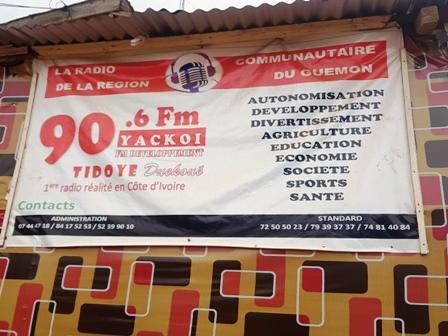 LA RADIO
DE LA REGION
COMMUNAUTAIRE
DU GUEMON
90.6 Fm
YACKOI
FM DEVELOPPEMENT
TIDOYE Duekoué
1ère radio réalité en Côte d'Ivoire
AUTONOMISATION
DEVELOPPEMENT
DIVERTISSEMENT
AGRICULTURE
EDUCATION
ECONOMIE
SOCIETE
SPORTS
SANTE
Contacts
ADMINISTRATION
07 44 47 18 / 84 17 52 53 / 52 39 90 10
STANDARD
72 50 50 23 / 79 39 37 37 / 74 81 40 84